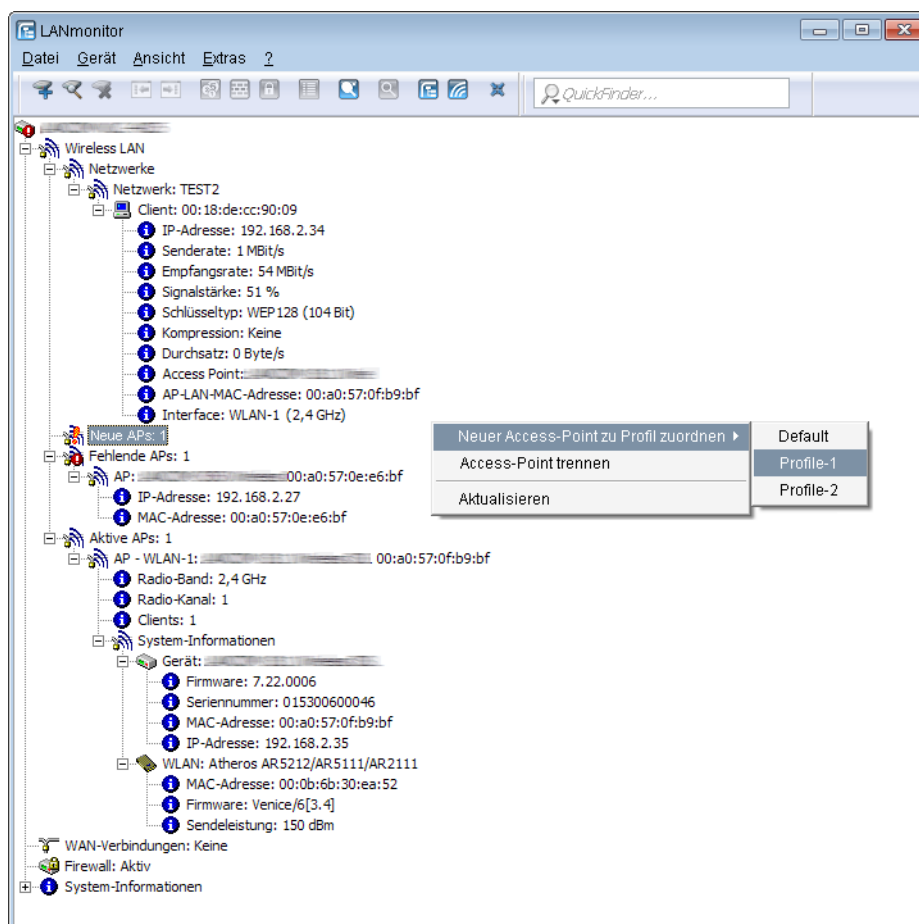 LANmonitor
Datei Gerät Ansicht Extras ?
QuickFinder...
Wireless LAN
Netzwerke
Netzwerk: TEST2
Client: 00:18:de:cc:90:09
IP-Adresse: 192.168.2.34
Senderate: 1 MBit/s
Empfangsrate: 54 MBit/s
Signalstärke: 51 %
Schlüsseltyp: WEP128 (104 Bit)
Kompression: Keine
Durchsatz: 0 Byte/s
Access Point:
AP-LAN-MAC-Adresse: 00:a0:57:0f:b9:bf
Interface: WLAN-1 (2,4 GHz)
Neue APs: 1
Neuer Access-Point zu Profil zuordnen
Access-Point trennen
Aktualisieren
Default
Profile-1
Profile-2
Fehlende APs: 1
AP: 00:a0:57:0e:e6:bf
IP-Adresse: 192.168.2.27
MAC-Adresse: 00:a0:57:0e:e6:bf
Aktive APs: 1
AP - WLAN-1: 00:a0:57:0f:b9:bf
Radio-Band: 2,4 GHz
Radio-Kanal: 1
Clients: 1
System-Informationen
Gerät:
Firmware: 7.22.0006
Seriennummer: 015300600046
MAC-Adresse: 00:a0:57:0f:b9:bf
IP-Adresse: 192.168.2.35
WLAN: Atheros AR5212/AR5111/AR2111
MAC-Adresse: 00:0b:6b:30:ea:52
Firmware: Venice/6[3.4]
Sendeleistung: 150 dBm
WAN-Verbindungen: Keine
Firewall: Aktiv
System-Informationen